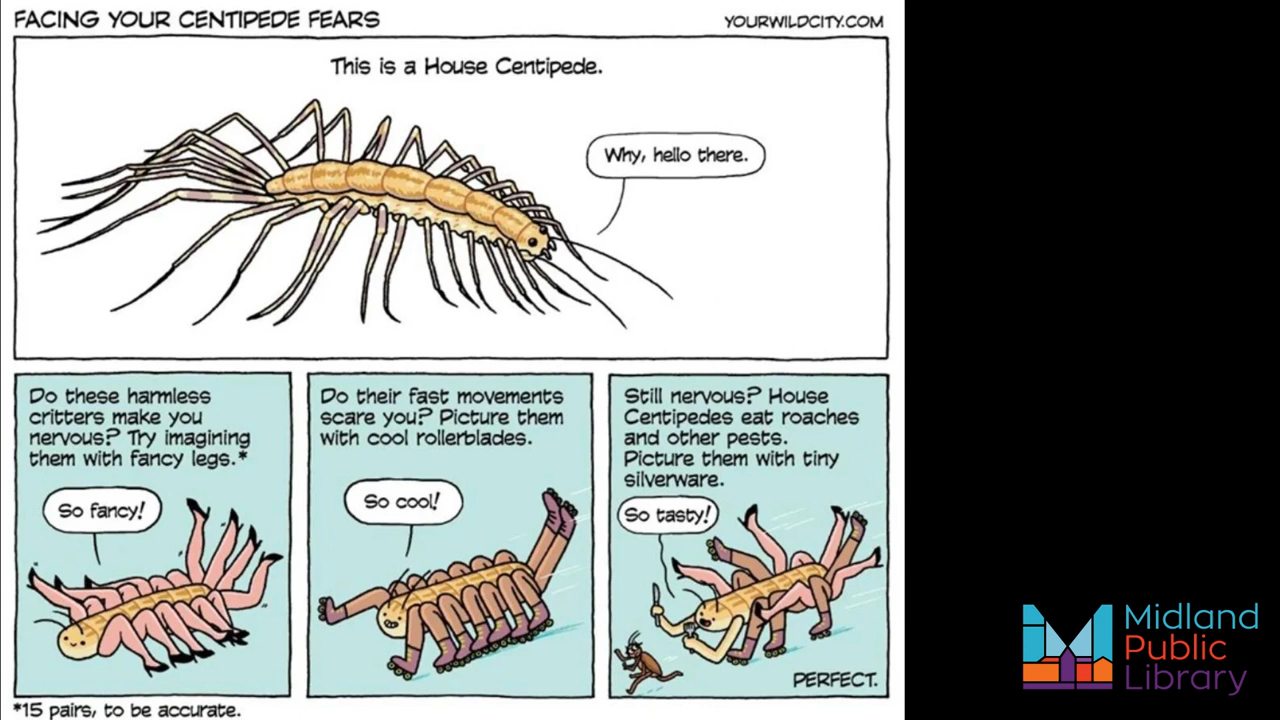 FACING YOUR CENTIPEDE FEARS
YOURWILDCITY.COM
This is a House Centipede.
Why, hello there.
Do these harmless
critters make you
nervous? Try imagining
them with fancy legs.*
So fancy!
Do their fast movements
scare you? Picture them
with cool rollerblades.
So cool!
Still nervous? House
Centipedes eat roaches
and other pests.
Picture them with tiny
silverware.
So tasty!
PERFECT.
*15 pairs, to be accurate.
Midland
Public
Library